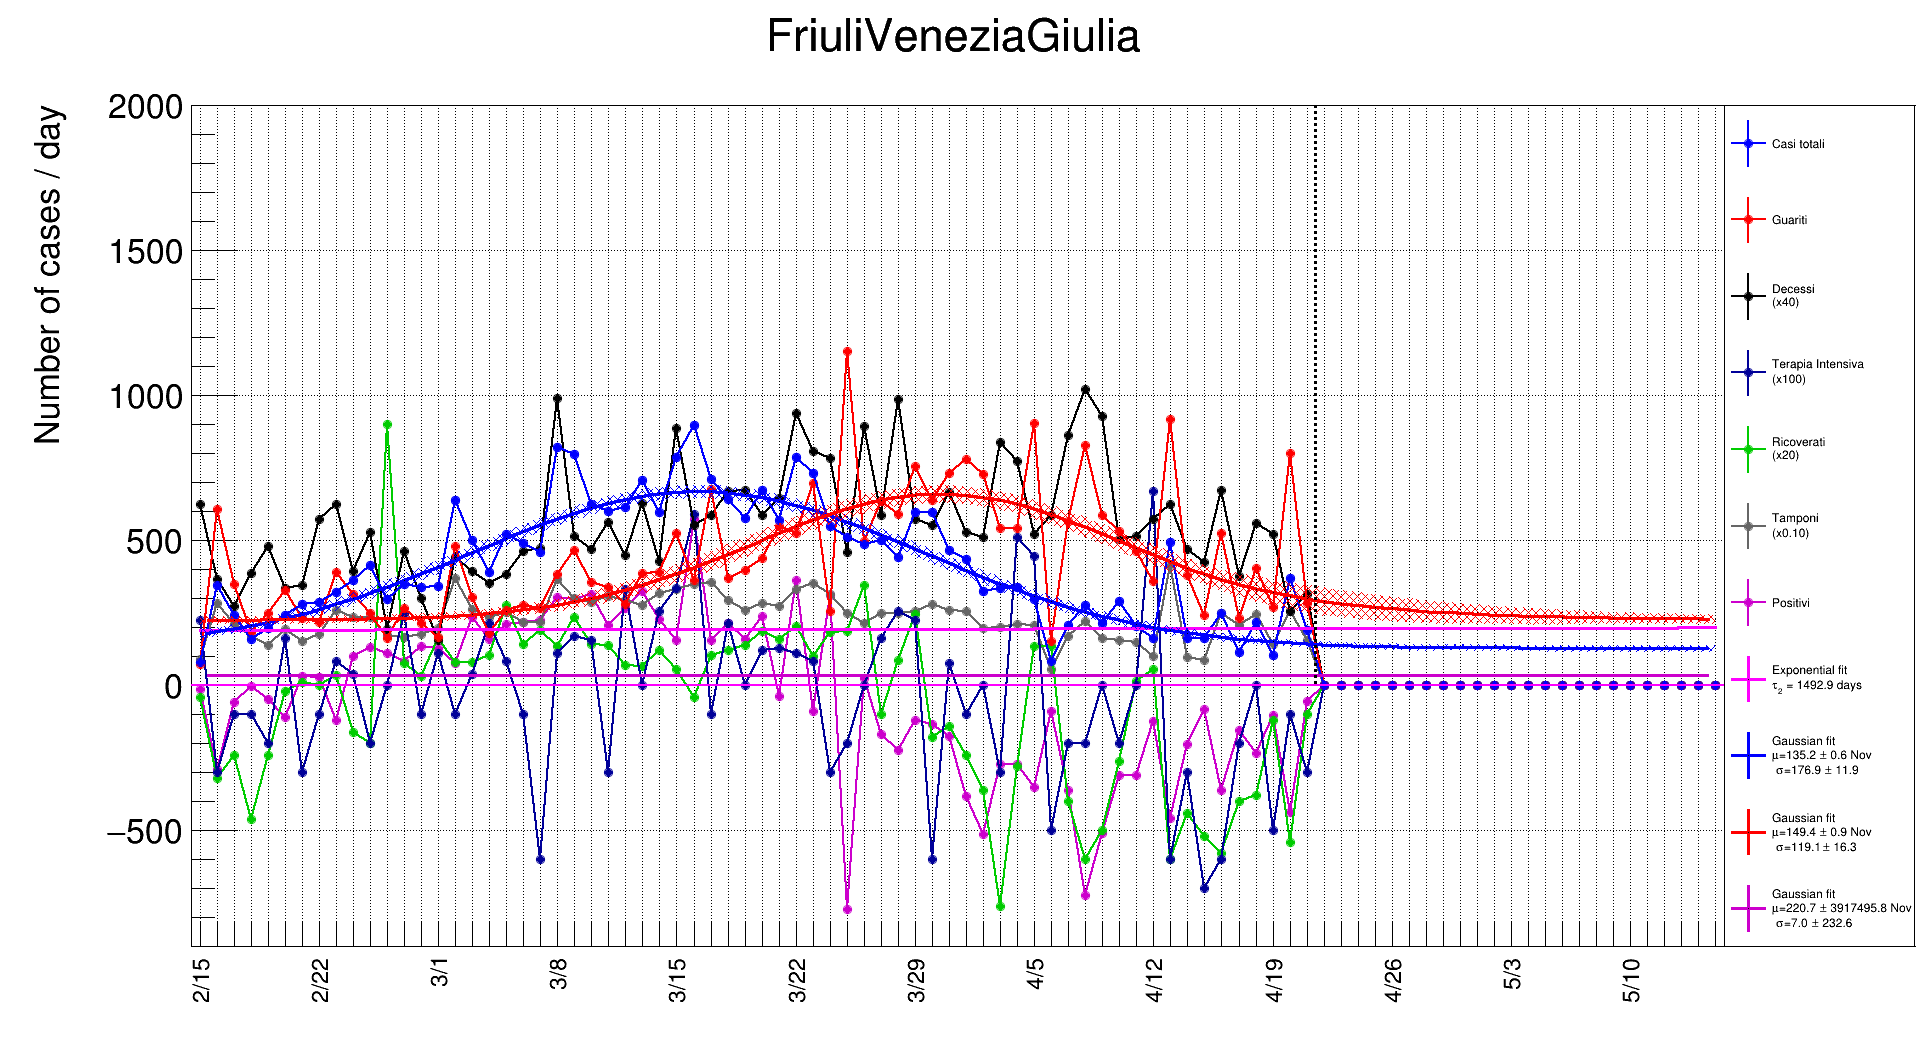 FriuliVeneziaGiulia
Number of cases / day
2000
1500
1000
500
0
−500
2/15
2/22
3/1
3/8
3/15
3/22
3/29
4/5
4/12
4/19
4/26
5/3
5/10
Casi totali
Guariti
Decessi
(x40)
Terapia Intensiva
(x100)
Ricoverati
(x20)
Tamponi
(x0.10)
Positivi
Exponential fit
τ₂ = 1492.9 days
Gaussian fit
μ=135.2 ± 0.6 Nov
σ=176.9 ± 11.9
Gaussian fit
μ=149.4 ± 0.9 Nov
σ=119.1 ± 16.3
Gaussian fit
μ=220.7 ± 3917495.8 Nov
σ=7.0 ± 232.6